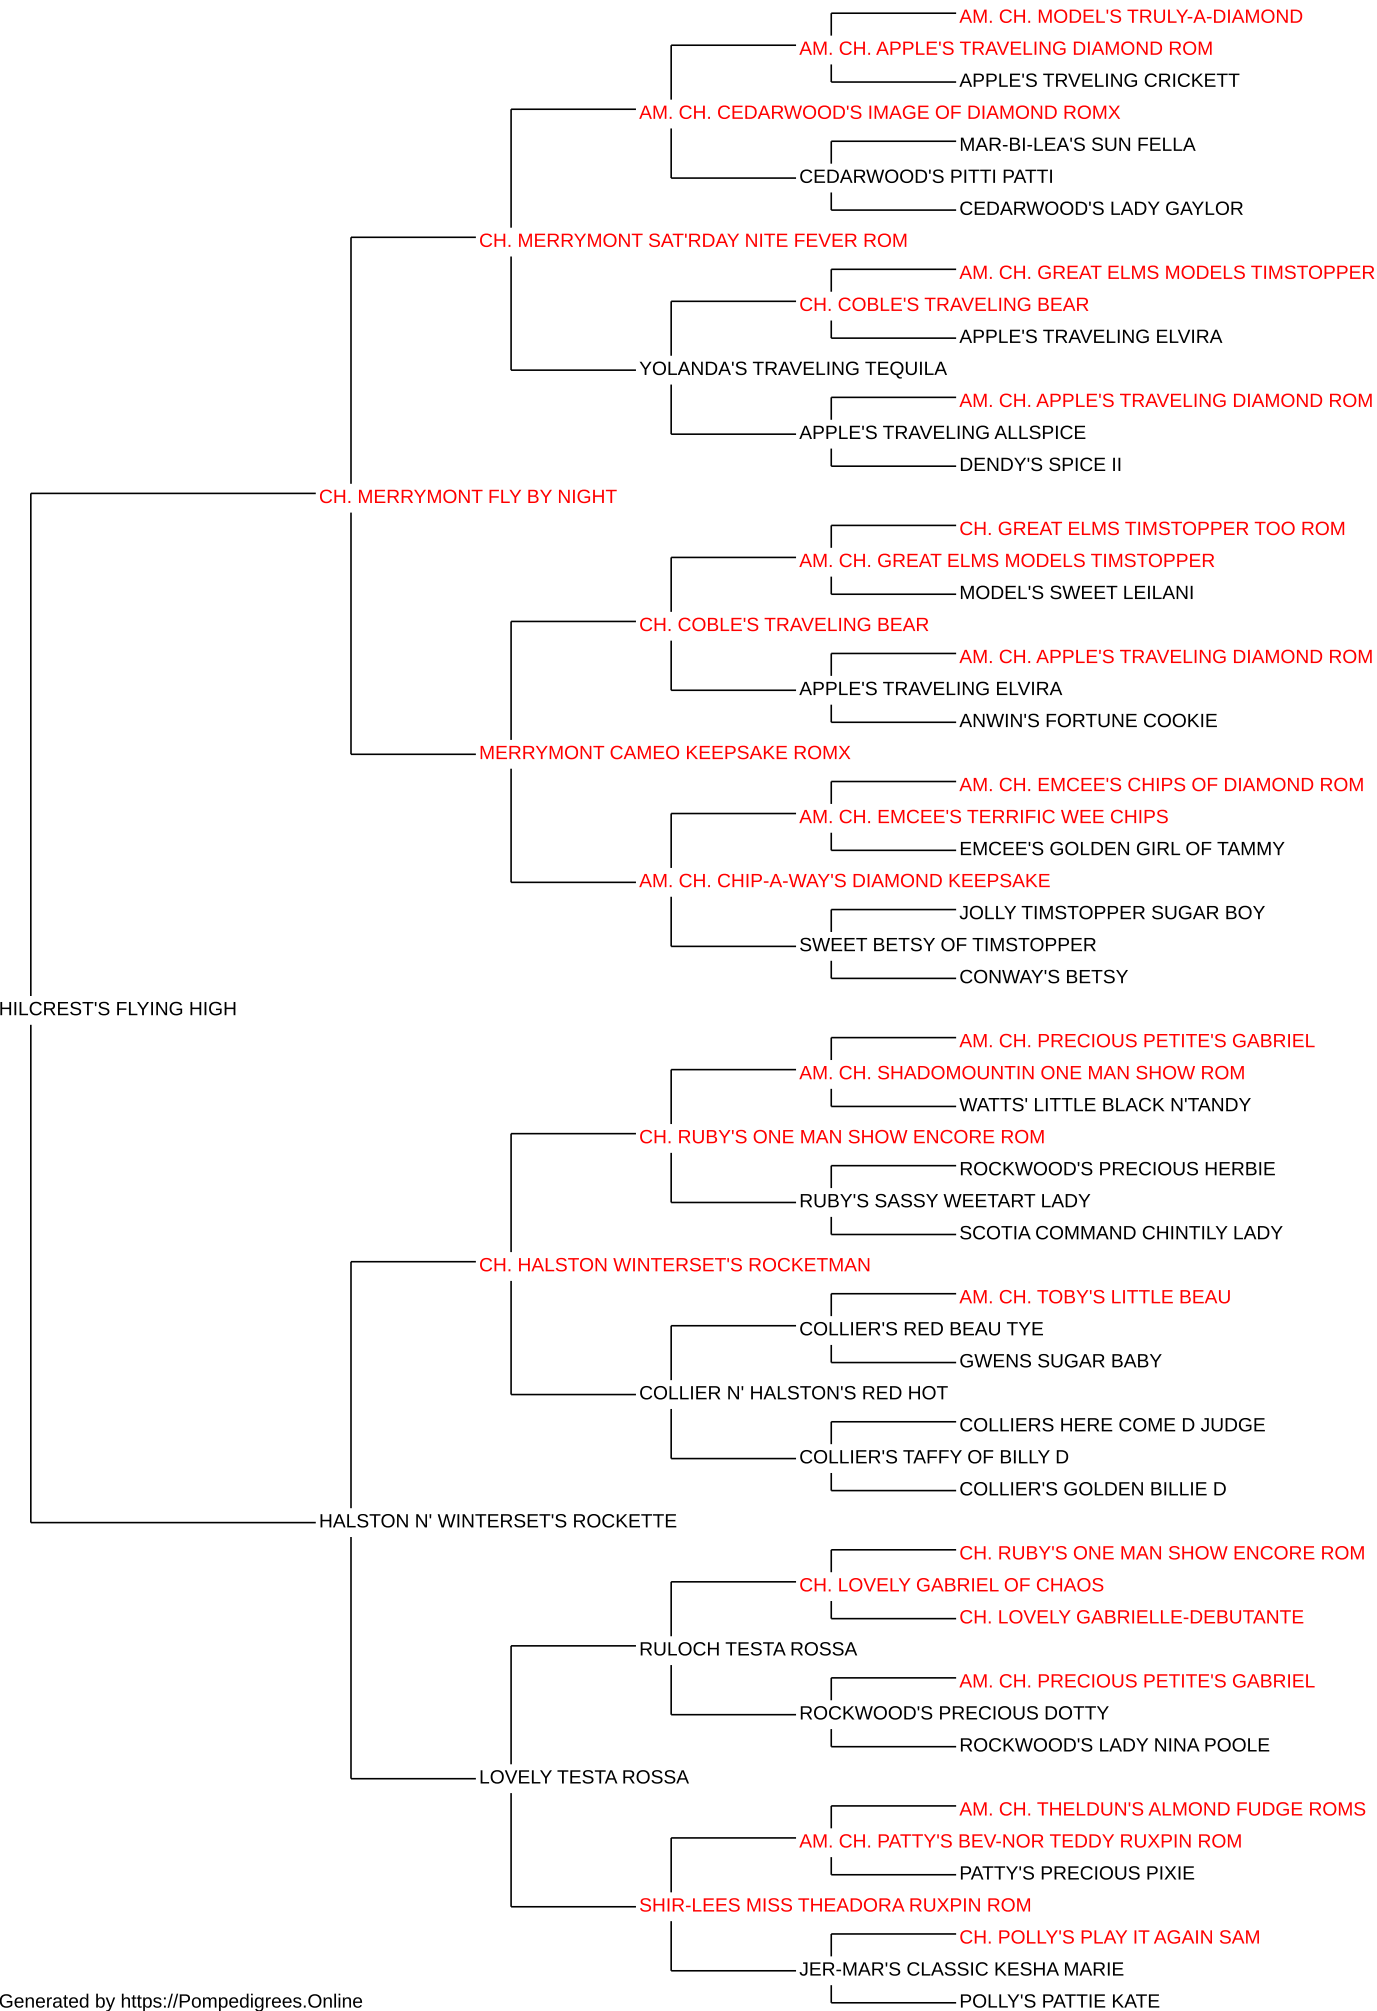 AM. CH. MODEL'S TRULY-A-DIAMOND
AM. CH. APPLE'S TRAVELING DIAMOND ROM
APPLE'S TRVELING CRICKETT
AM. CH. CEDARWOOD'S IMAGE OF DIAMOND ROMX
MAR-BI-LEA'S SUN FELLA
CEDARWOOD'S PITTI PATTI
CEDARWOOD'S LADY GAYLOR
CH. MERRYMONT SAT'RDAY NITE FEVER ROM
AM. CH. GREAT ELMS MODELS TIMSTOPPER
CH. COBLE'S TRAVELING BEAR
APPLE'S TRAVELING ELVIRA
YOLANDA'S TRAVELING TEQUILA
AM. CH. APPLE'S TRAVELING DIAMOND ROM
APPLE'S TRAVELING ALLSPICE
DENDY'S SPICE II
CH. MERRYMONT FLY BY NIGHT
CH. GREAT ELMS TIMSTOPPER TOO ROM
AM. CH. GREAT ELMS MODELS TIMSTOPPER
MODEL'S SWEET LEILANI
CH. COBLE'S TRAVELING BEAR
AM. CH. APPLE'S TRAVELING DIAMOND ROM
APPLE'S TRAVELING ELVIRA
ANWIN'S FORTUNE COOKIE
MERRYMONT CAMEO KEEPSAKE ROMX
AM. CH. EMCEE'S CHIPS OF DIAMOND ROM
AM. CH. EMCEE'S TERRIFIC WEE CHIPS
EMCEE'S GOLDEN GIRL OF TAMMY
AM. CH. CHIP-A-WAY'S DIAMOND KEEPSAKE
JOLLY TIMSTOPPER SUGAR BOY
SWEET BETSY OF TIMSTOPPER
CONWAY'S BETSY
HILCREST'S FLYING HIGH
AM. CH. PRECIOUS PETITE'S GABRIEL
AM. CH. SHADOMOUNTIN ONE MAN SHOW ROM
WATTS' LITTLE BLACK N'TANDY
CH. RUBY'S ONE MAN SHOW ENCORE ROM
ROCKWOOD'S PRECIOUS HERBIE
RUBY'S SASSY WEETART LADY
SCOTIA COMMAND CHINTILY LADY
CH. HALSTON WINTERSET'S ROCKETMAN
AM. CH. TOBY'S LITTLE BEAU
COLLIER'S RED BEAU TYE
GWENS SUGAR BABY
COLLIER N' HALSTON'S RED HOT
COLLIERS HERE COME D JUDGE
COLLIER'S TAFFY OF BILLY D
COLLIER'S GOLDEN BILLIE D
HALSTON N' WINTERSET'S ROCKETTE
CH. RUBY'S ONE MAN SHOW ENCORE ROM
CH. LOVELY GABRIEL OF CHAOS
CH. LOVELY GABRIELLE-DEBUTANTE
RULOCH TESTA ROSSA
AM. CH. PRECIOUS PETITE'S GABRIEL
ROCKWOOD'S PRECIOUS DOTTY
ROCKWOOD'S LADY NINA POOLE
LOVELY TESTA ROSSA
AM. CH. THELDUN'S ALMOND FUDGE ROMS
AM. CH. PATTY'S BEV-NOR TEDDY RUXPIN ROM
PATTY'S PRECIOUS PIXIE
SHIR-LEES MISS THEADORA RUXPIN ROM
CH. POLLY'S PLAY IT AGAIN SAM
JER-MAR'S CLASSIC KESHA MARIE
POLLY'S PATTIE KATE
Generated by https://Pompedigrees.Online